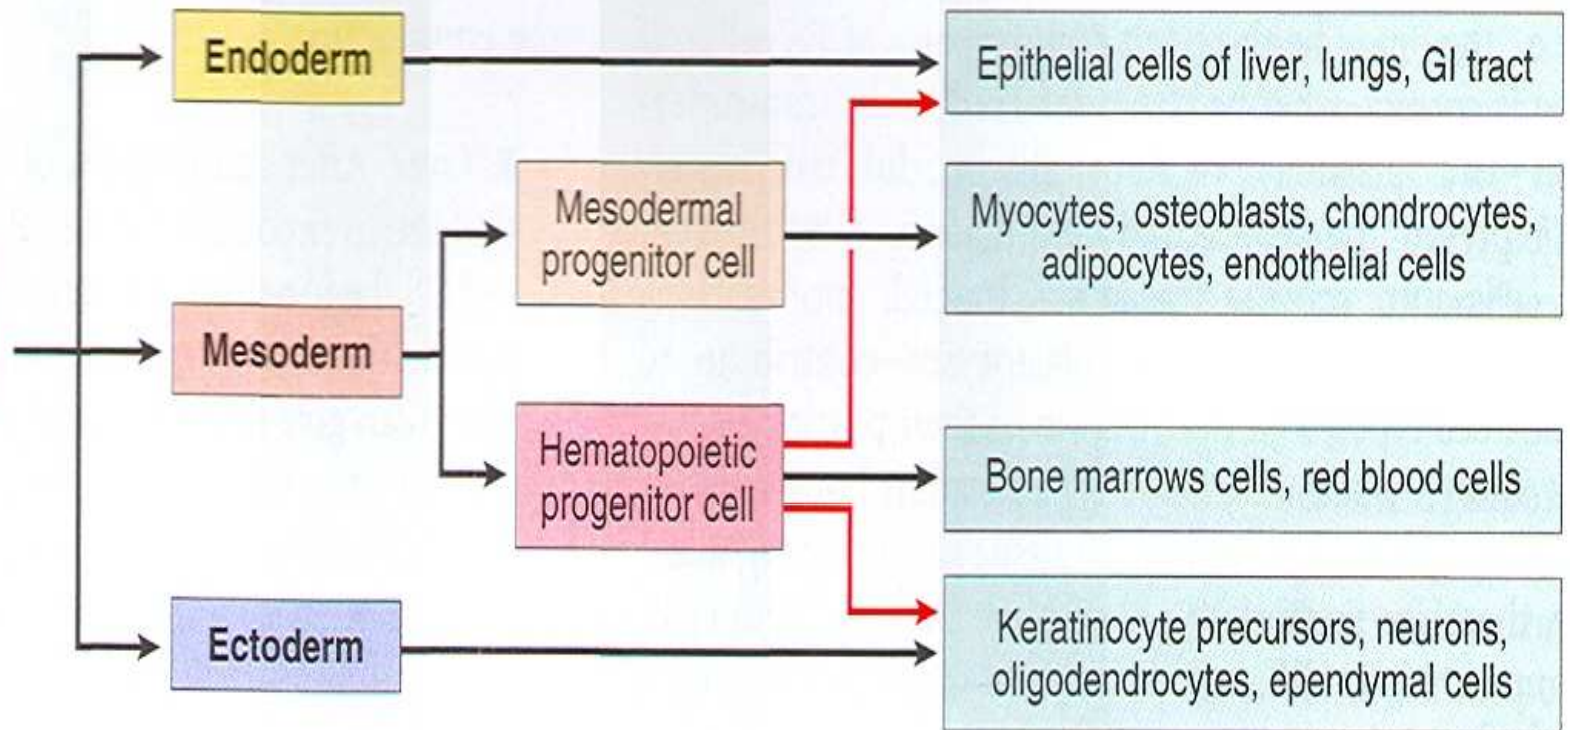 Endoderm
Epithelial cells of liver, lungs, GI tract
Mesodermal
progenitor cell
Myocytes, osteoblasts, chondrocytes,
adipocytes, endothelial cells
Mesoderm
Hematopoietic
progenitor cell
Bone marrows cells, red blood cells
Ectoderm
Keratinocyte precursors, neurons,
oligodendrocytes, ependymal cells